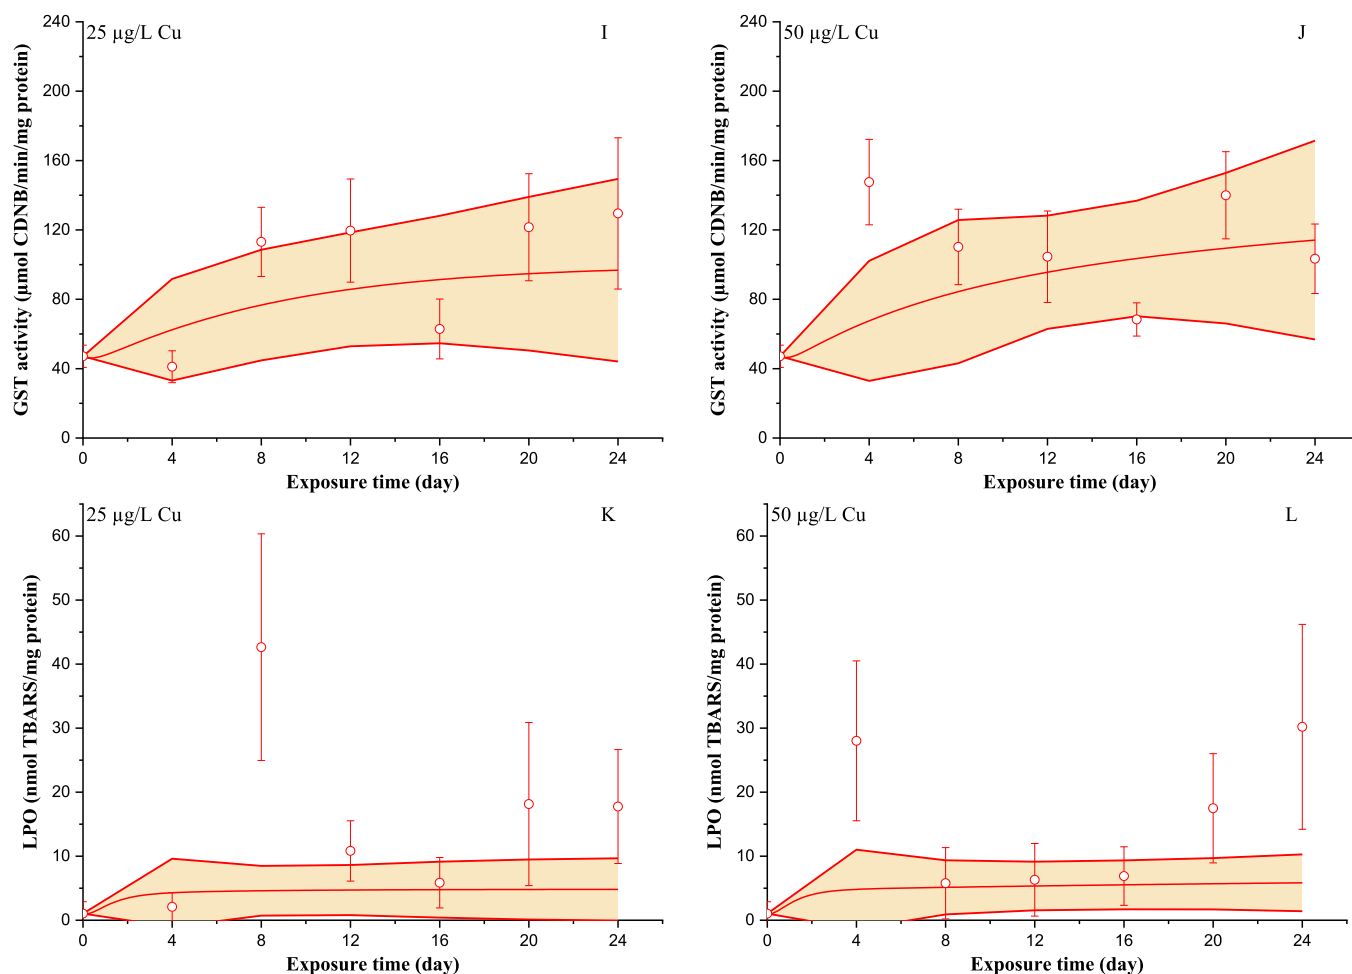 25 µg/L Cu I
GST activity (µmol CDNB/min/mg protein)
240
200
160
120
80
40
0
0 4 8 12 16 20 24
Exposure time (day)
50 µg/L Cu J
GST activity (µmol CDNB/min/mg protein)
240
200
160
120
80
40
0
0 4 8 12 16 20 24
Exposure time (day)
25 µg/L Cu K
LPO (nmol TBARS/mg protein)
60
50
40
30
20
10
0
0 4 8 12 16 20 24
Exposure time (day)
50 µg/L Cu L
LPO (nmol TBARS/mg protein)
60
50
40
30
20
10
0
0 4 8 12 16 20 24
Exposure time (day)